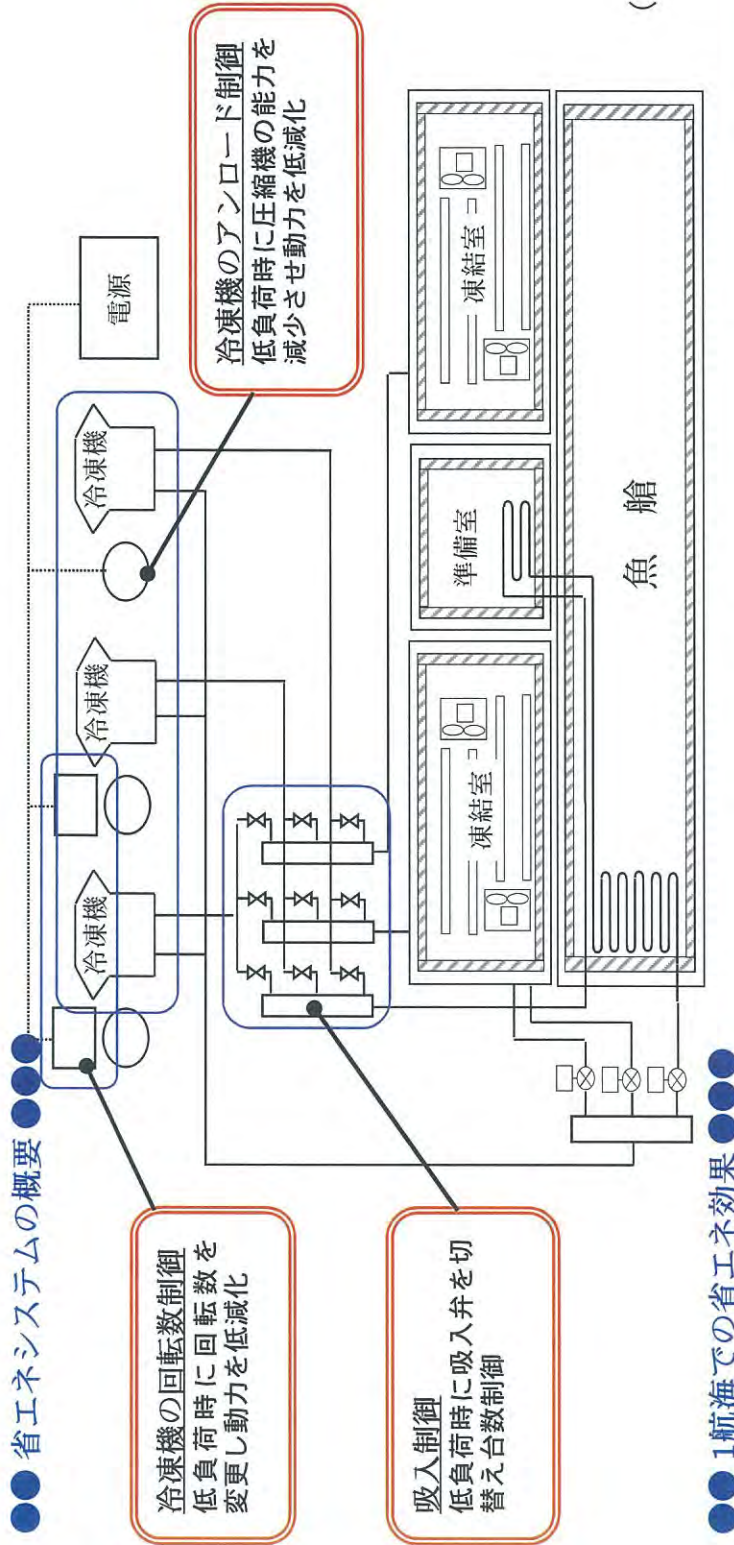 ●● 省エネシステムの概要 ●●●
冷凍機の回転数制御
低負荷時に回転数を
変更し動力を低減化
吸入制御
低負荷時に吸入弁を切
替え台数制御
冷凍機のアンロード制御
低負荷時に圧縮機の能力を
減少させ動力を低減化
冷凍機
冷凍機
冷凍機
電源
凍結室
準備室
凍結室
魚 艙
(
●● 1航海での省エネ効果 ●●●